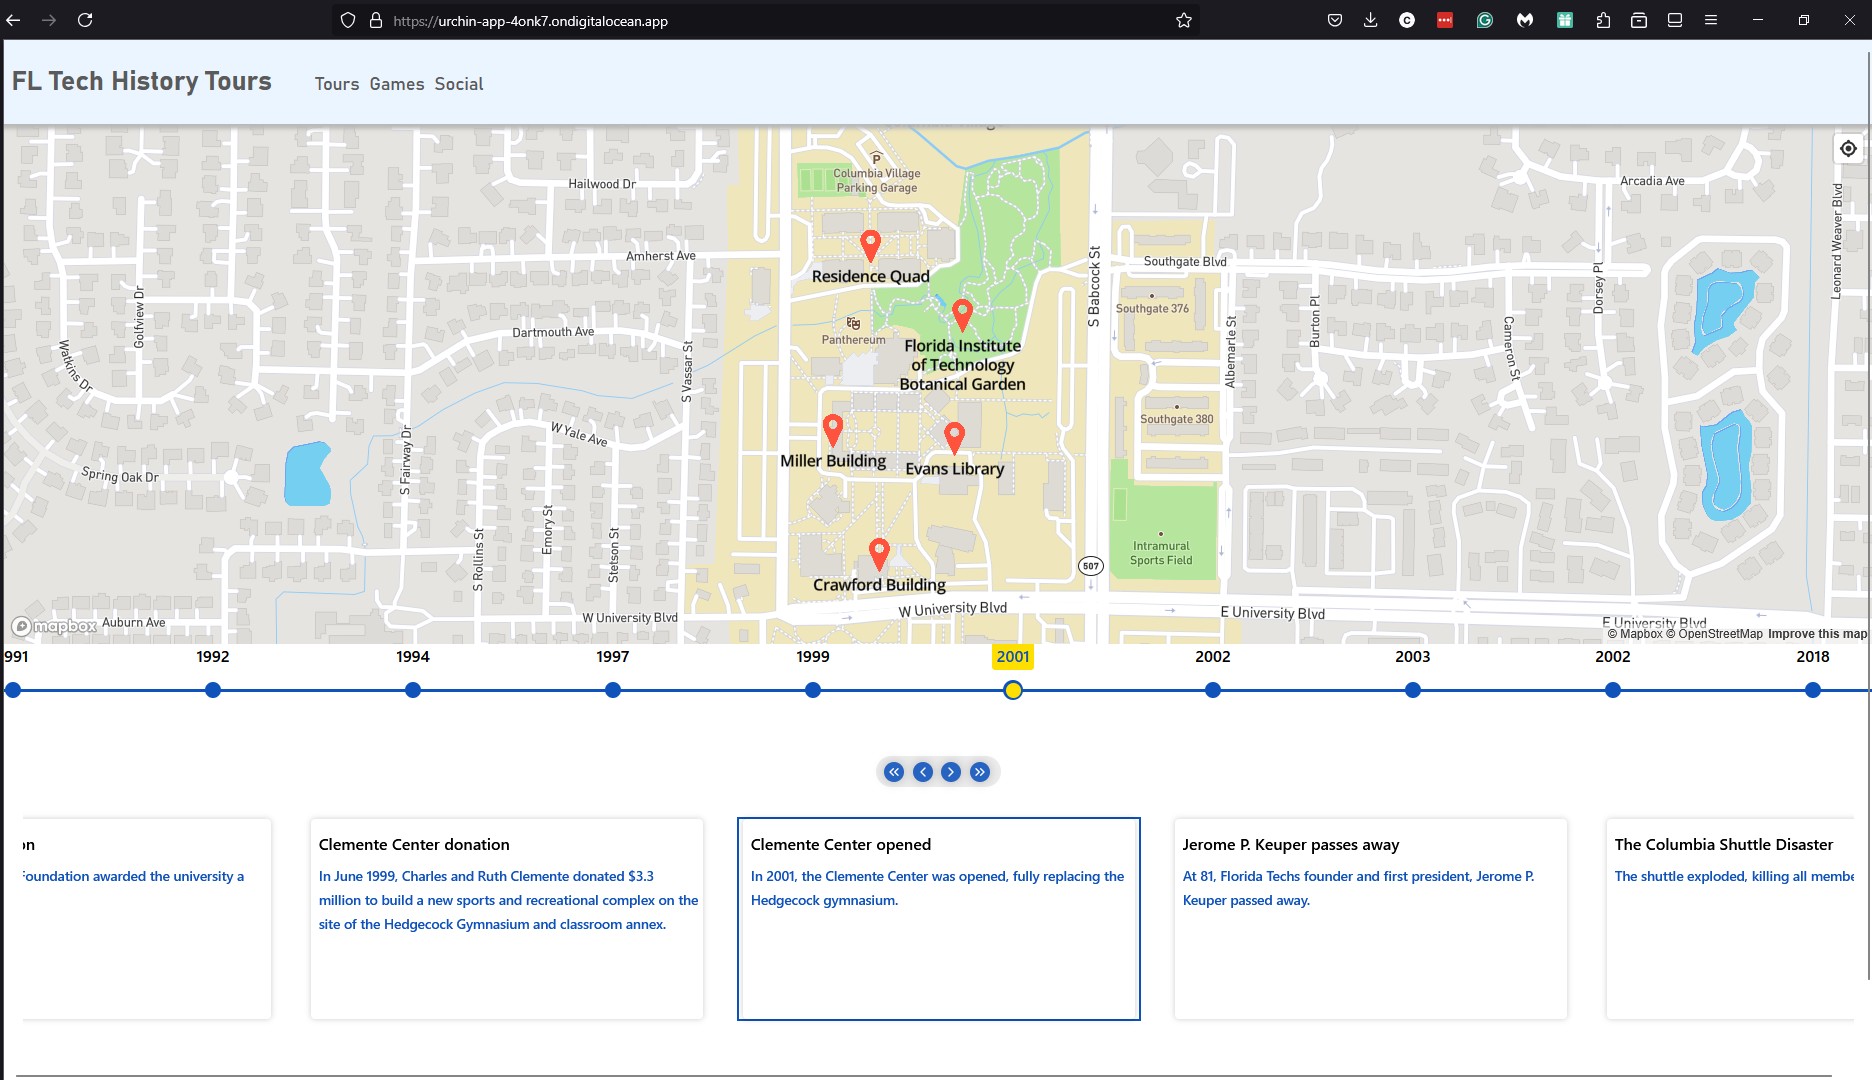 https://urchin-app-4onk7.ondigitalocean.app
FL Tech History Tours
Tours Games Social
Columbia Village
Parking Garage
Hailwood Dr
Arcadia Ave
Leonard Weaver Blvd
Amherst Ave
Residence Quad
S Babcock St
Southgate Blvd
Dorsey Pl
Golfview Dr
Southgate 376
Burton Pl
Panthereum
Dartmouth Ave
Florida Institute
of Technology
Botanical Garden
Watkins Dr
S Vassar St
Albemarle St
Cameron St
Southgate 380
W Yale Ave
Miller Building
Evans Library
S Fairway Dr
Spring Oak Dr
Emory St
S Rollins St
Stetson St
Intramural
Sports Field
507
Crawford Building
W University Blvd
E University Blvd
W University Blvd
E University Blvd
mapbox
Auburn Ave
© Mapbox © OpenStreetMap Improve this map
991 1992 1994 1997 1999 2001 2002 2003 2002 2018
on
Foundation awarded the university a
Clemente Center donation
In June 1999, Charles and Ruth Clemente donated $3.3
million to build a new sports and recreational complex on the
site of the Hedgecock Gymnasium and classroom annex.
Clemente Center opened
In 2001, the Clemente Center was opened, fully replacing the
Hedgecock gymnasium.
Jerome P. Keuper passes away
At 81, Florida Techs founder and first president, Jerome P.
Keuper passed away.
The Columbia Shuttle Disaster
The shuttle exploded, killing all membe